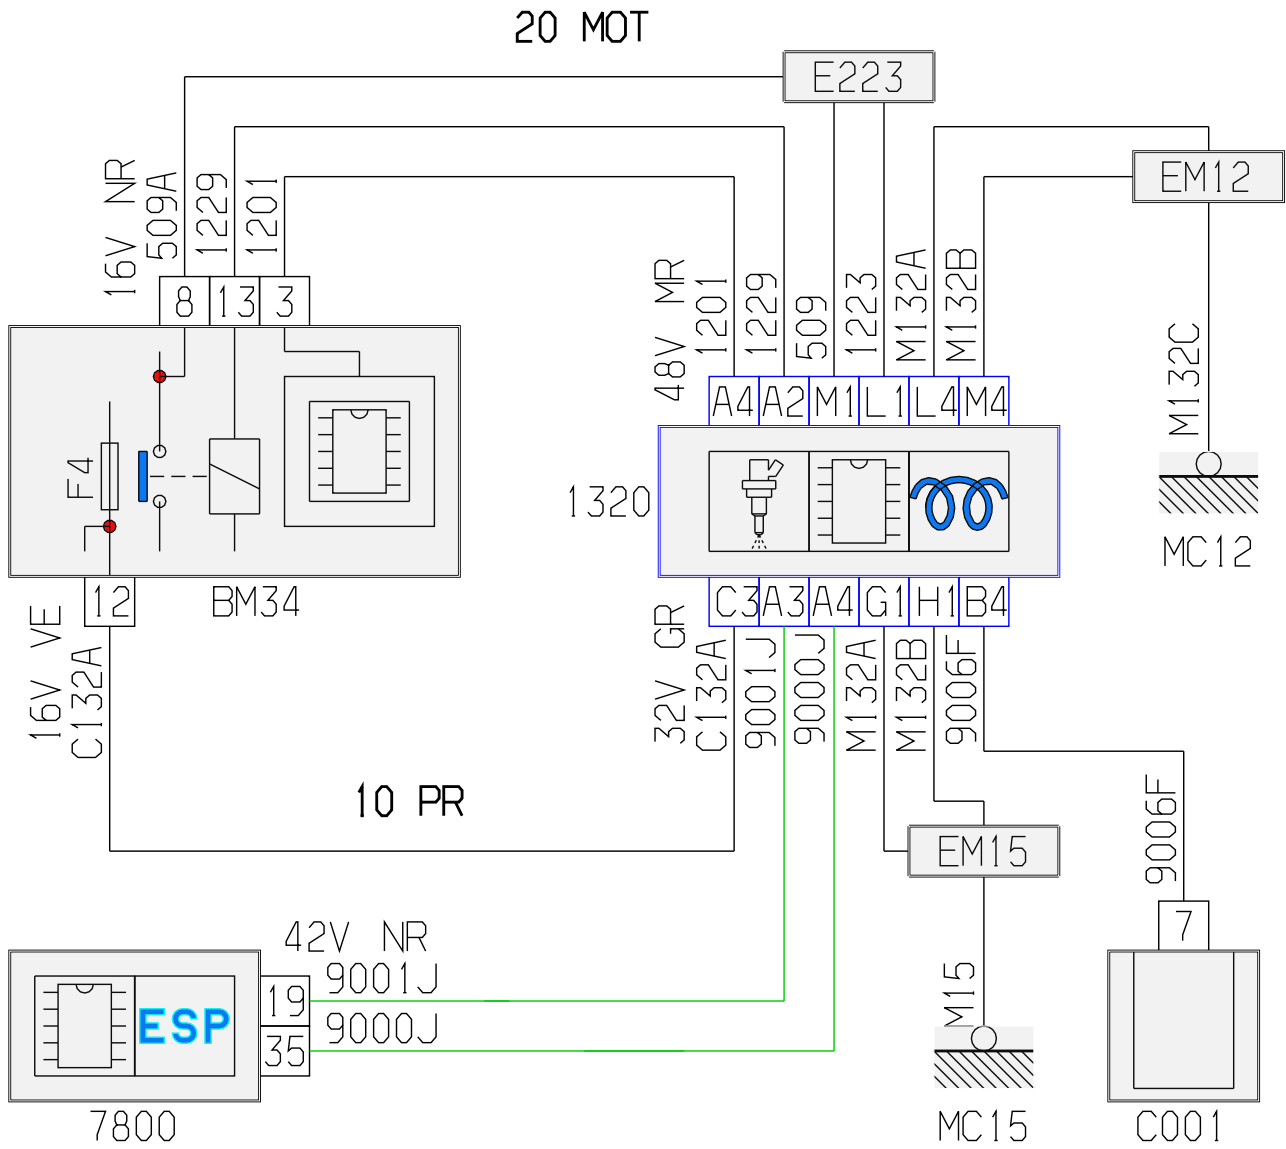 20 MOT
E223
16V NR
509A
1229
1201
8 13 3
EM12
48V MR
1201
1229
509
1223
M132A
M132B
M132C
A4 A2 M1 L1 L4 M4
F4
1320
MC12
12
BM34
C3 A3 A4 G1 H1 B4
16V VE
C132A
32V GR
C132A
9001J
9000J
M132A
M132B
9006F
10 PR
EM15
9006F
7
42V NR
9001J
19
9000J
35
ESP
M15
7800
MC15
C001